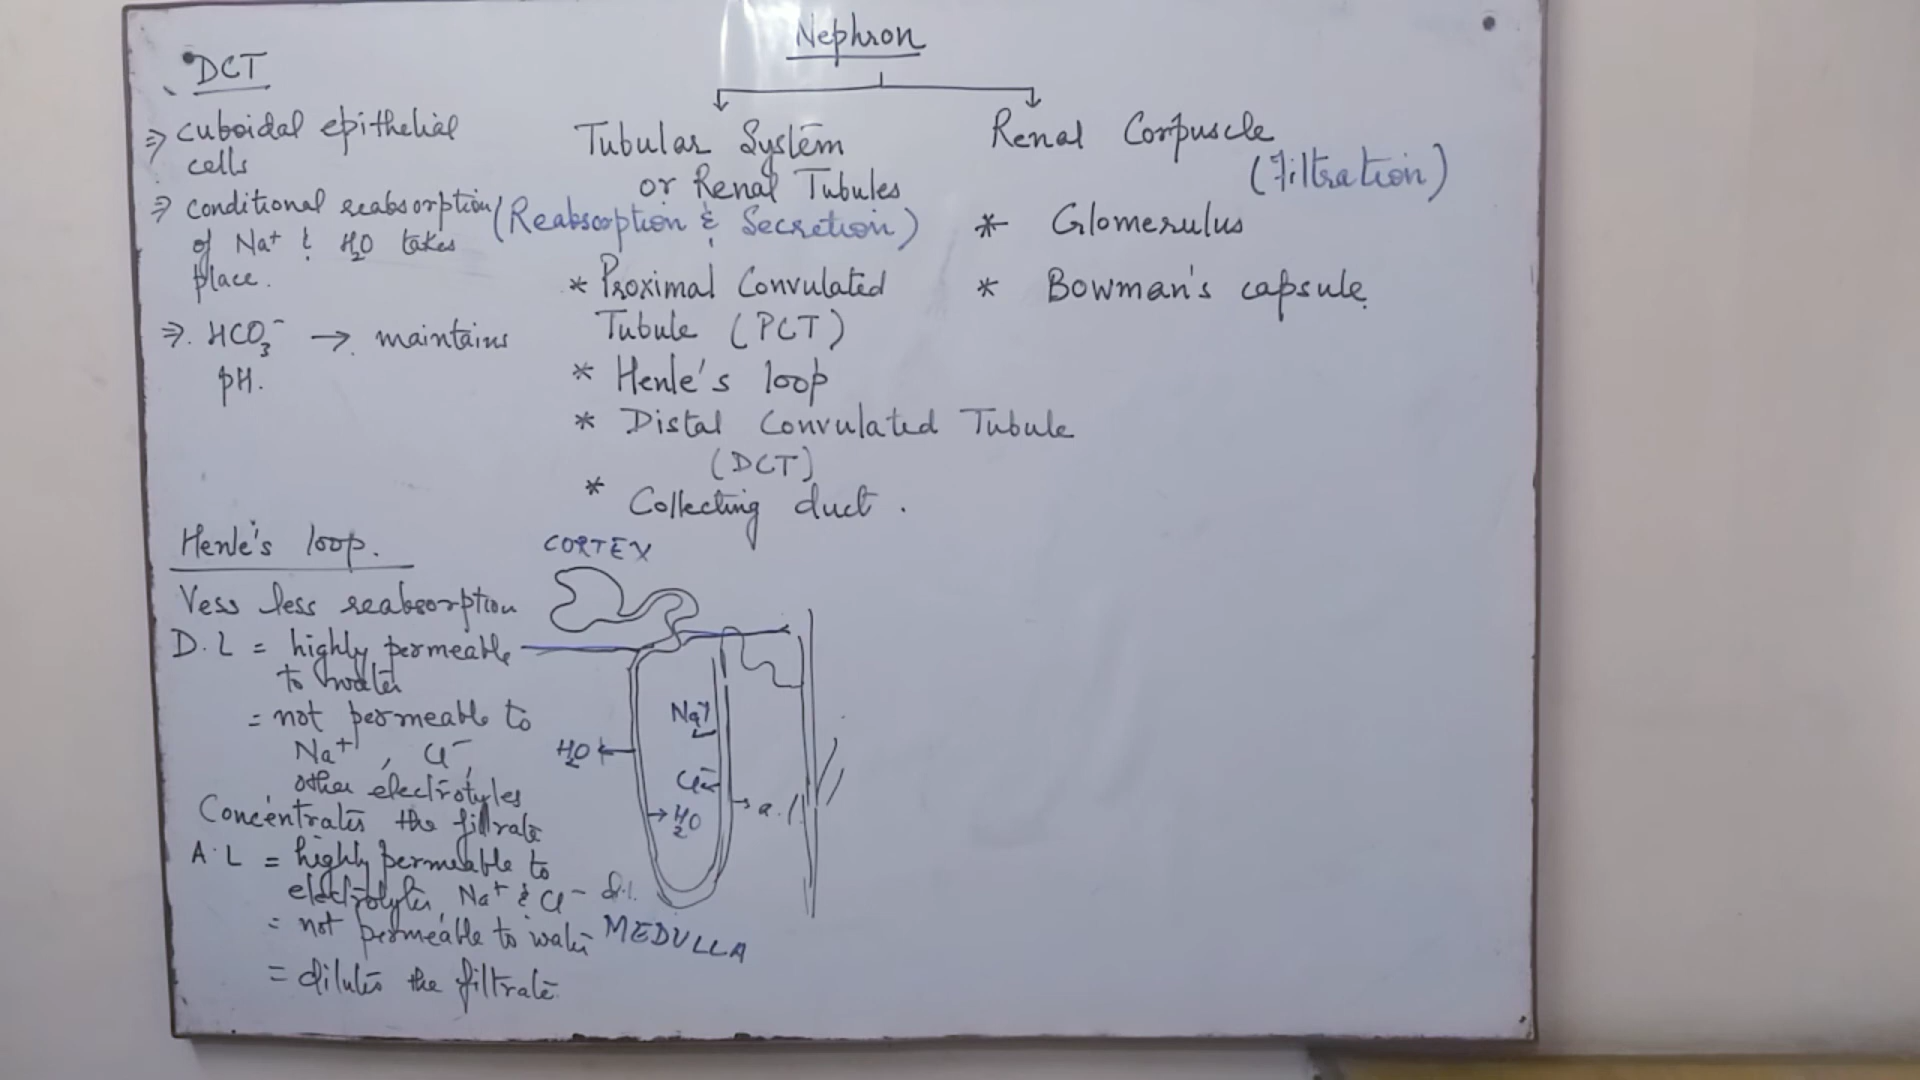 Nephron
DCT
⇒ cuboidal epithelial
cells
⇒ conditional reabsorption
of Na⁺ & H₂O takes
place.
⇒. HCO₃⁻ → maintains
pH.
Tubular System
or Renal Tubules
(Reabsorption & Secretion)
* Proximal Convulated
Tubule (PCT)
* Henle's loop
* Distal Convulated Tubule
(DCT)
* Collecting duct.
Renal Corpuscle
(Filtration)
* Glomerulus
* Bowman's capsule.
Henle's loop.
Vess less reabsorption
D.L = highly permeable
to water
= not permeable to
Na⁺, Cl⁻,
other electrotyles
Concentrates the filtrate
A.L = highly permeable to
Na⁺ & Cl⁻
= not permeable to water
= dilutes the filtrate.
CORTEX
Na⁺
H₂O
Cl⁻
H₂O
a.l
d.l.
MEDULLA